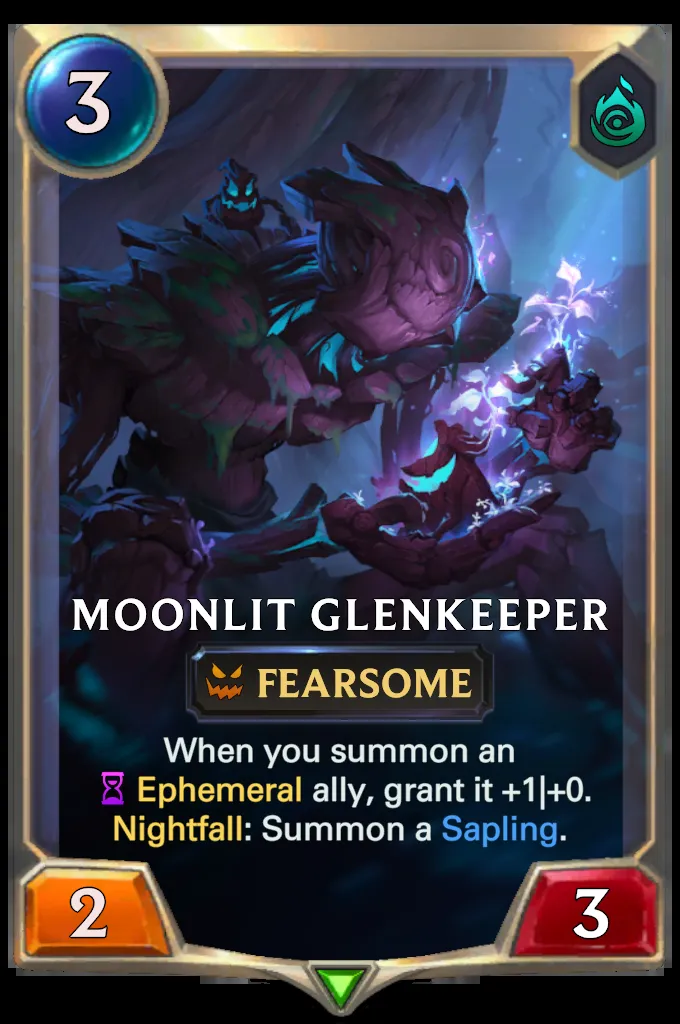 3
MOONLIT GLENKEEPER
FEARSOME
When you summon an
Ephemeral ally, grant it +1|+0.
Nightfall: Summon a Sapling.
2
3